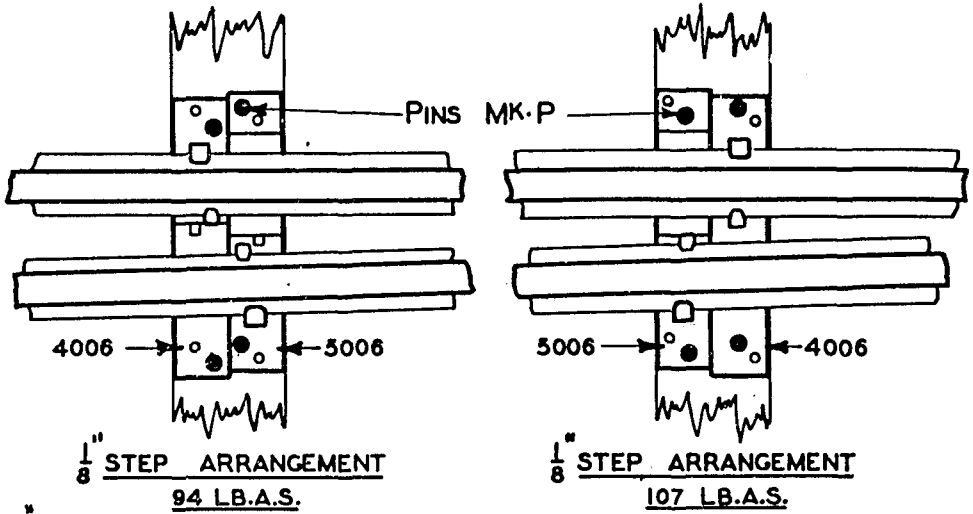 PINS MK.P
4006 5006 5006 4006
1/8" STEP ARRANGEMENT 1/8" STEP ARRANGEMENT
94 LB.A.S. 107 LB.A.S.
"